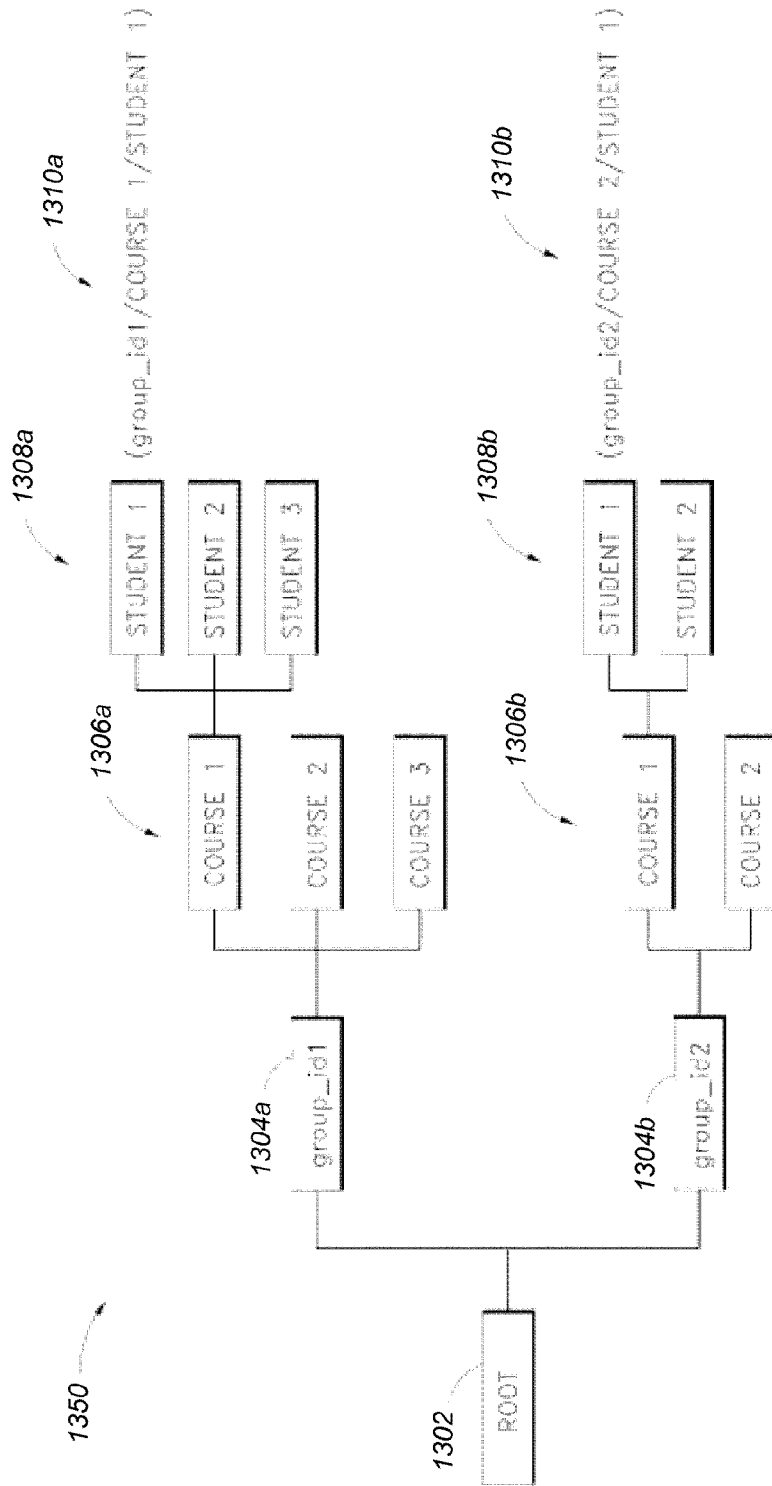 1350
1302
ROOT
1304a
group_id1
1304b
group_id2
1306a
COURSE 1
COURSE 2
COURSE 3
1306b
COURSE 1
COURSE 2
1308a
STUDENT 1
STUDENT 2
STUDENT 3
1308b
STUDENT 1
STUDENT 2
1310a
(group_id1/COURSE 1/STUDENT 1)
1310b
(group_id2/COURSE 2/STUDENT 1)